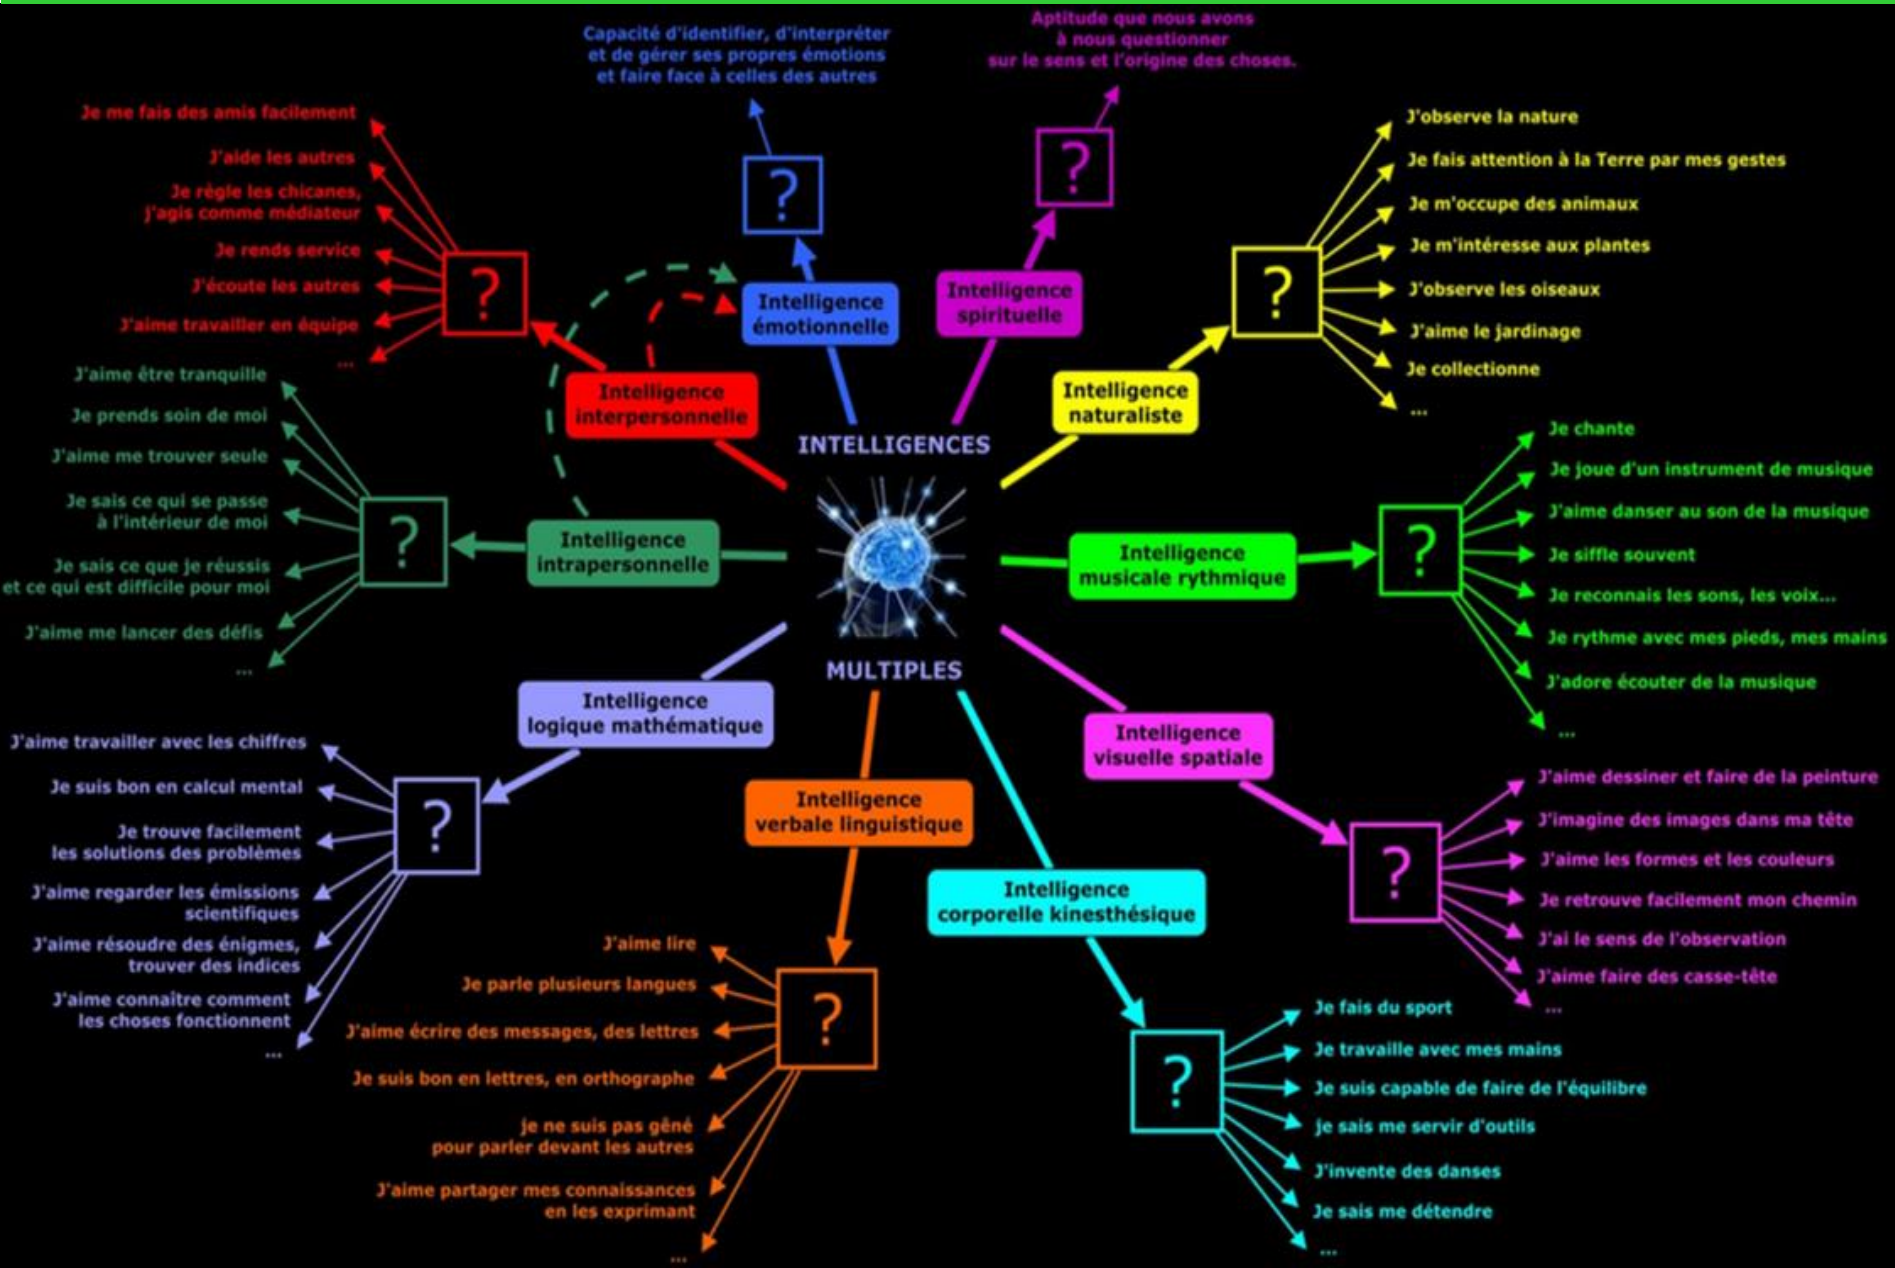 Capacité d'identifier, d'interpréter
et de gérer ses propres émotions
et faire face à celles des autres
?
Intelligence
émotionnelle
Aptitude que nous avons
à nous questionner
sur le sens et l'origine des choses.
?
Intelligence
spirituelle
Je me fais des amis facilement
J'aide les autres
Je règle les chicanes,
j'agis comme médiateur
Je rends service
J'écoute les autres
J'aime travailler en équipe
...
?
Intelligence
interpersonnelle
J'observe la nature
Je fais attention à la Terre par mes gestes
Je m'occupe des animaux
Je m'intéresse aux plantes
J'observe les oiseaux
J'aime le jardinage
Je collectionne
...
?
Intelligence
naturaliste
INTELLIGENCES
MULTIPLES
J'aime être tranquille
Je prends soin de moi
J'aime me trouver seule
Je sais ce qui se passe
à l'intérieur de moi
Je sais ce que je réussis
et ce qui est difficile pour moi
J'aime me lancer des défis
...
?
Intelligence
intrapersonnelle
Intelligence
musicale rythmique
?
Je chante
Je joue d'un instrument de musique
J'aime danser au son de la musique
Je siffle souvent
Je reconnais les sons, les voix...
Je rythme avec mes pieds, mes mains
J'adore écouter de la musique
...
Intelligence
logique mathématique
?
J'aime travailler avec les chiffres
Je suis bon en calcul mental
Je trouve facilement
les solutions des problèmes
J'aime regarder les émissions
scientifiques
J'aime résoudre des énigmes,
trouver des indices
J'aime connaître comment
les choses fonctionnent
...
Intelligence
visuelle spatiale
?
J'aime dessiner et faire de la peinture
J'imagine des images dans ma tête
J'aime les formes et les couleurs
Je retrouve facilement mon chemin
J'ai le sens de l'observation
J'aime faire des casse-tête
...
Intelligence
verbale linguistique
?
J'aime lire
Je parle plusieurs langues
J'aime écrire des messages, des lettres
Je suis bon en lettres, en orthographe
je ne suis pas gêné
pour parler devant les autres
J'aime partager mes connaissances
en les exprimant
...
Intelligence
corporelle kinesthésique
?
Je fais du sport
Je travaille avec mes mains
Je suis capable de faire de l'équilibre
je sais me servir d'outils
J'invente des danses
Je sais me détendre
...